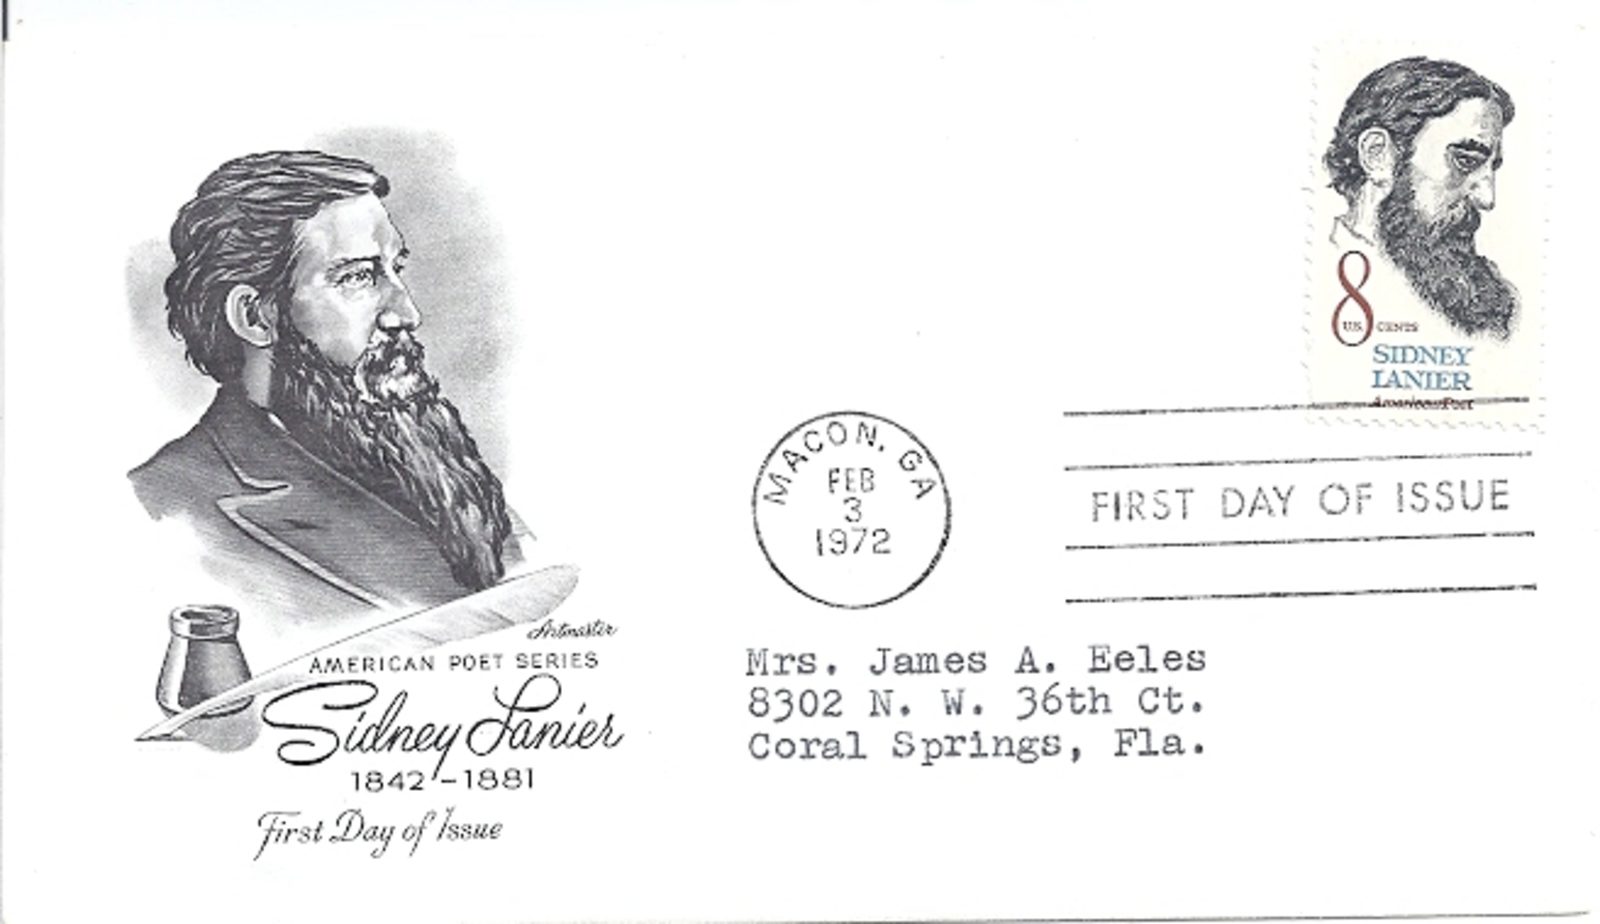 8
U.S. CENTS
SIDNEY
LANIER
American Poet
MACON, GA
FEB
3
1972
FIRST DAY OF ISSUE
Artmaster
AMERICAN POET SERIES
Sidney Lanier
1842-1881
First Day of Issue
Mrs. James A. Eeles
8302 N. W. 36th Ct.
Coral Springs, Fla.